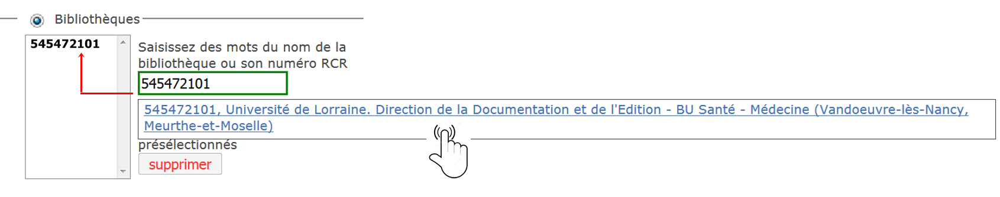 Bibliothèques
545472101
Saisissez des mots du nom de la
bibliothèque ou son numéro RCR
545472101
545472101, Université de Lorraine. Direction de la Documentation et de l'Edition - BU Santé - Médecine (Vandoeuvre-lès-Nancy,
Meurthe-et-Moselle)
présélectionnés
supprimer